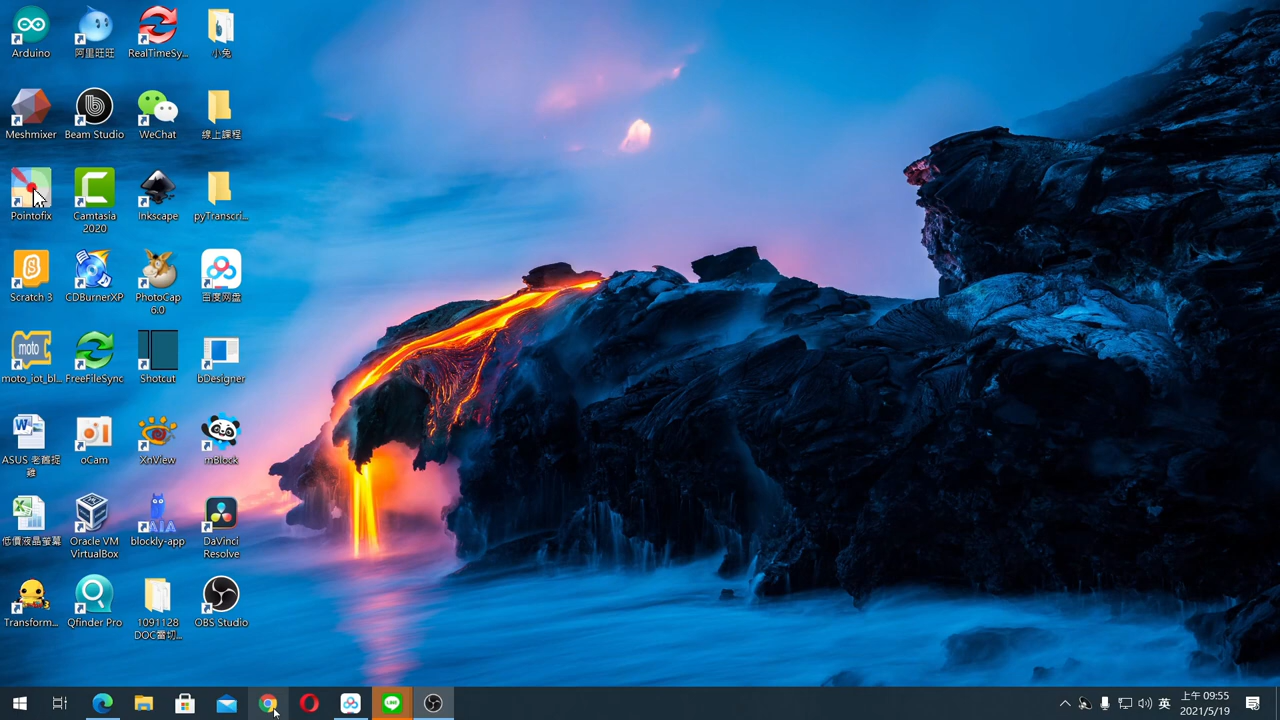 Arduino
阿里旺旺
RealTimeSy...
小兔
Meshmixer
Beam Studio
WeChat
線上課程
Pointofix
Camtasia
2020
Inkscape
pyTranscri...
Scratch 3
CDBurnerXP
PhotoCap
6.0
百度网盘
moto
moto_iot_bl...
FreeFileSync
Shotcut
bDesigner
ASUS 老舊捉
oCam
XnView
mBlock
低價液晶螢幕
Oracle VM
VirtualBox
AIA
blockly-app
DaVinci
Resolve
Transform...
Qfinder Pro
1091128
DOC雷切...
OBS Studio
英
上午 09:55
2021/5/19